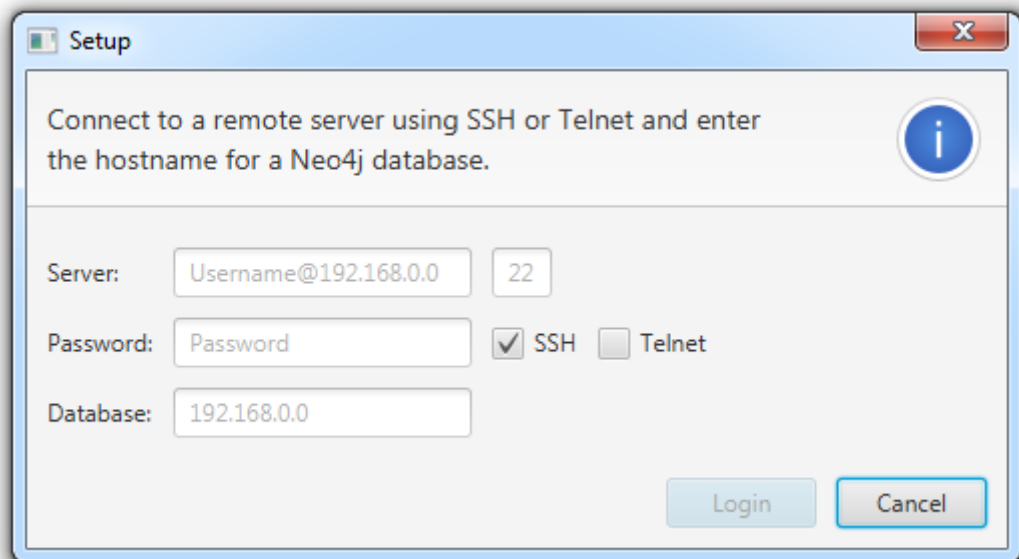 Setup
Connect to a remote server using SSH or Telnet and enter
the hostname for a Neo4j database.
Server: Username@192.168.0.0 22
Password: Password SSH Telnet
Database: 192.168.0.0
Login Cancel